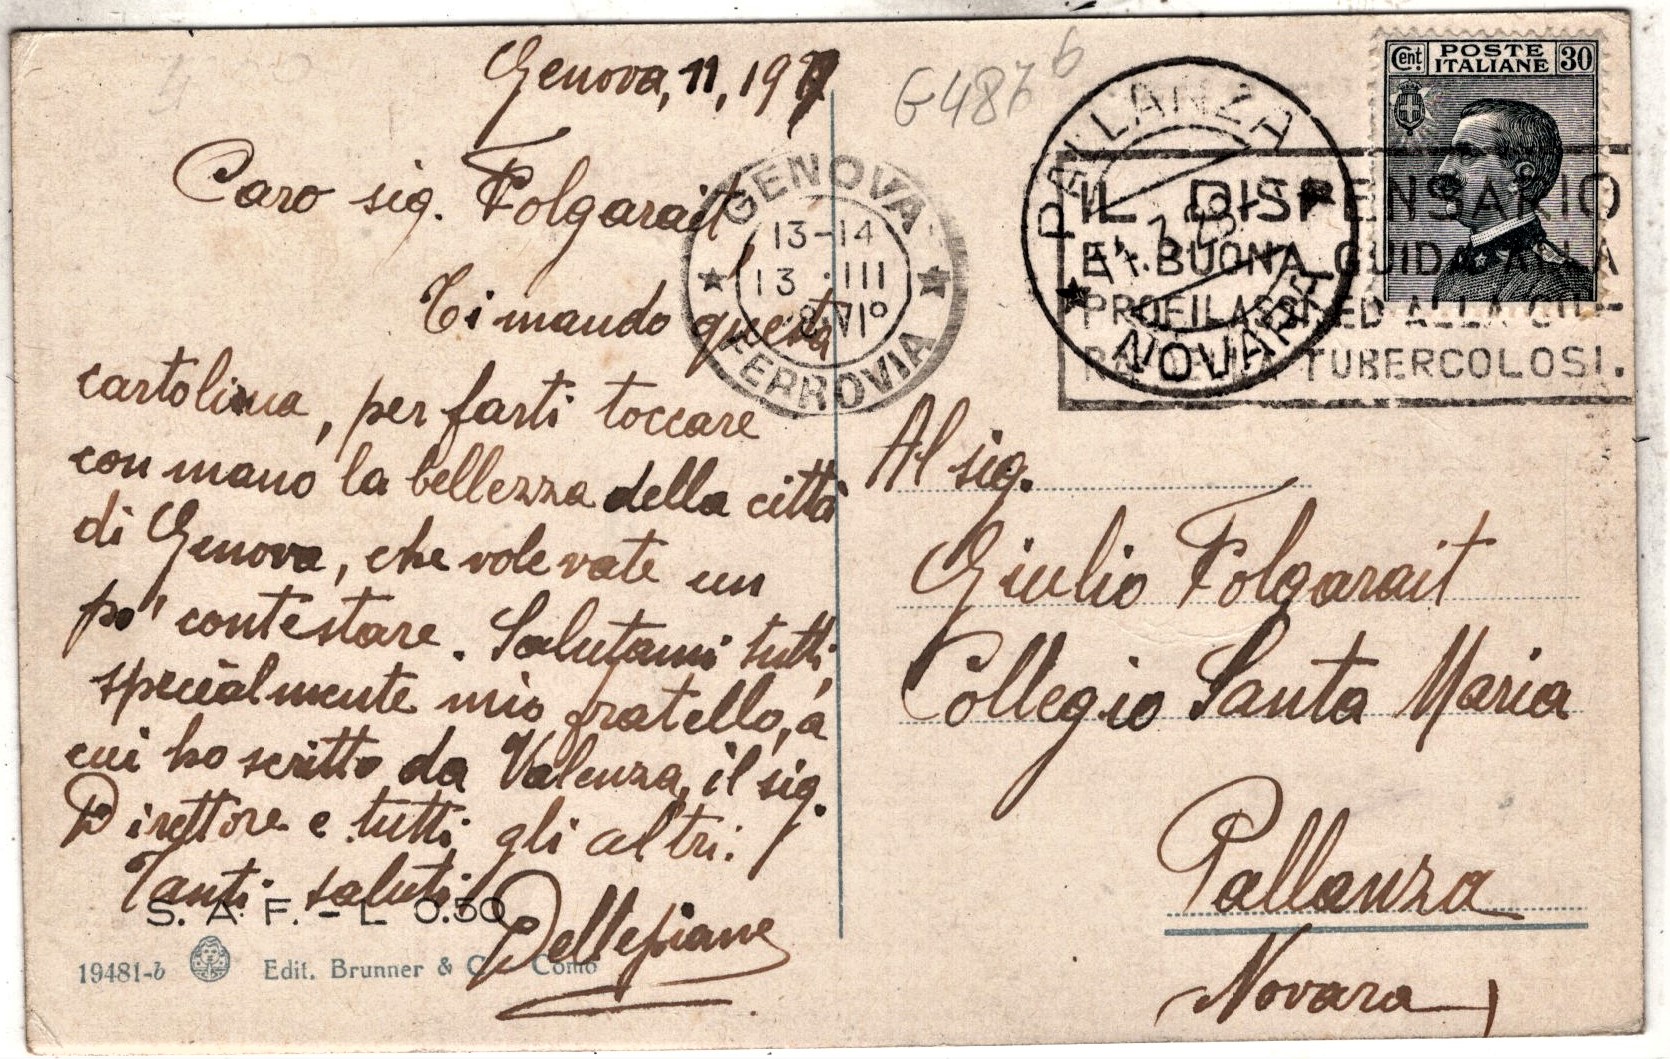 Genova, 11, 19
G487 b
Caro sig. Folgarait
Ti mando questa
cartolina, per farti toccare
con mano la bellezza della città
di Genova, che volevate un
po' contestare. Salutami tutti,
specialmente mio fratello, a
cui ho scritto da Valenza, il sig.
Direttore e tutti gli altri.
Tanti saluti
Dellepiane
S. A. F. - L 0.50
19481-b
Edit. Brunner & C. Como
GENOVA
13-14
13 · III
8 VI°
FERROVIA
PALLANZA
NOVARA
IL DISPENSARIO
E' BUONA GUIDA ALLA
PROFILASSI ED ALLA CU-
RA DELLA TUBERCOLOSI.
Cent POSTE ITALIANE 30
Al sig.
Giulio Folgarait
Collegio Santa Maria
Pallanza
Novara